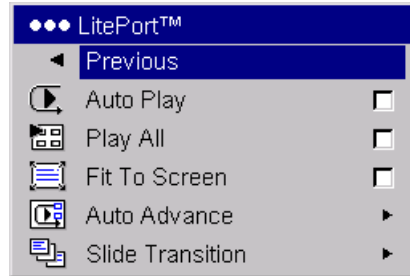 LitePort™
Previous
Auto Play
Play All
Fit To Screen
Auto Advance
Slide Transition